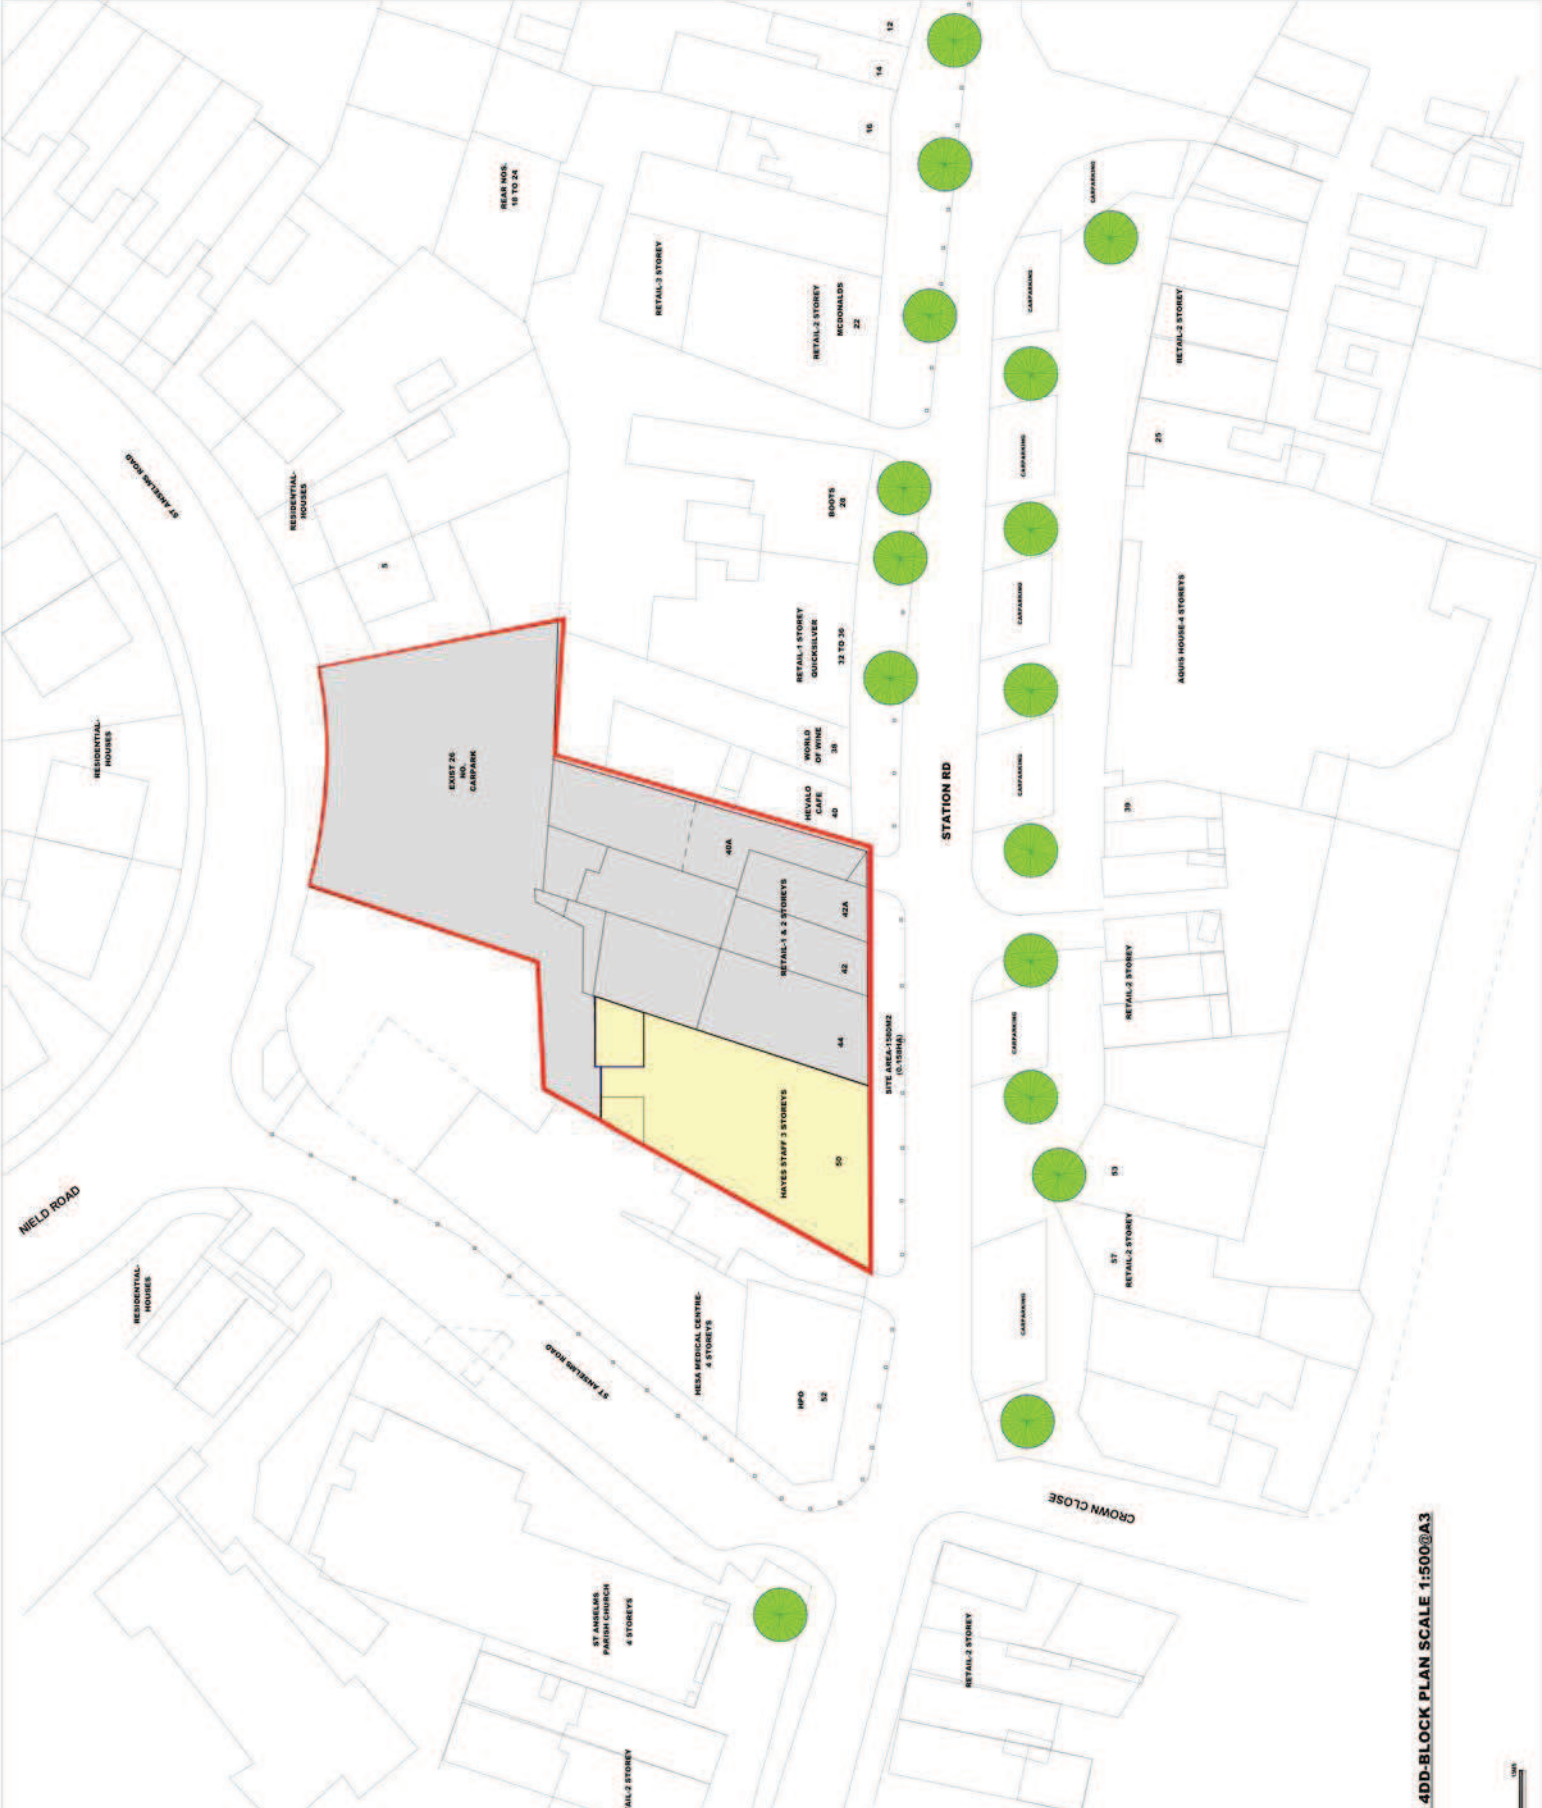 12
14
16
REAR NOS.
18 TO 24
CARPARKING
RETAIL-3 STOREY
RETAIL-2 STOREY
MCDONALDS
22
CARPARKING
RETAIL-2 STOREY
25
CARPARKING
ST ANSELMS ROAD
RESIDENTIAL-
HOUSES
BOOTS
28
5
CARPARKING
AQUIS HOUSE-4 STOREYS
RETAIL-1 STOREY
QUICKSILVER
32 TO 36
RESIDENTIAL-
HOUSES
EXIST 26
NO.
CARPARK
WORLD
OF WINE
38
HEVALO
CAFE
40
STATION RD
CARPARKING
39
40A
RETAIL-1 & 2 STOREYS
42A
42
44
RETAIL-2 STOREY
CARPARKING
SITE AREA-1580M2
(0.158HA)
HAYES STAFF 3 STOREYS
50
53
57
RETAIL-2 STOREY
NIELD ROAD
RESIDENTIAL-
HOUSES
CARPARKING
HESA MEDICAL CENTRE-
4 STOREYS
ST ANSELMS ROAD
HPO
52
CROWN CLOSE
ST ANSELMS
PARISH CHURCH
4 STOREYS
RETAIL-2 STOREY
AIL-2 STOREY
4DD-BLOCK PLAN SCALE 1:500@A3